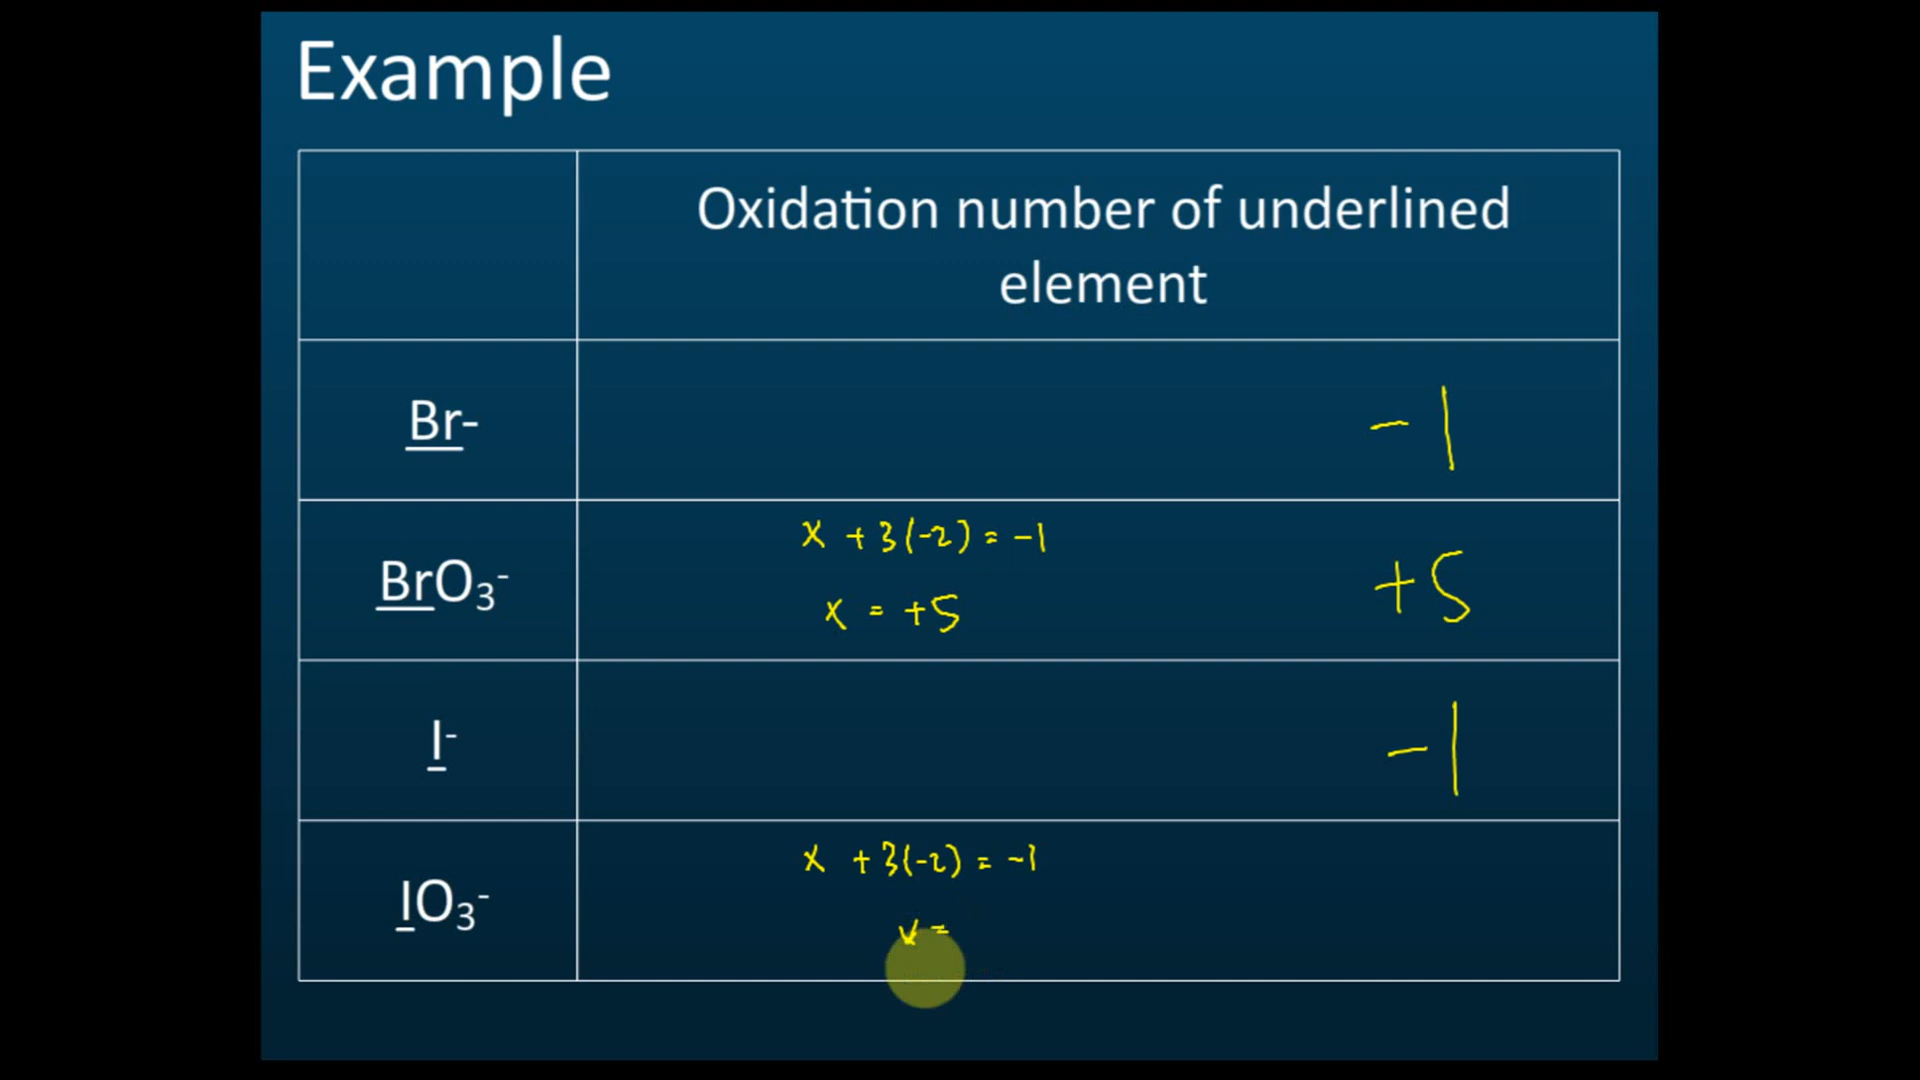 Example
Oxidation number of underlined
element
Br-
-1
x + 3(-2) = -1
BrO₃⁻
+5
x = +5
I⁻
-1
x + 3(-2) = -1
IO₃⁻
x =